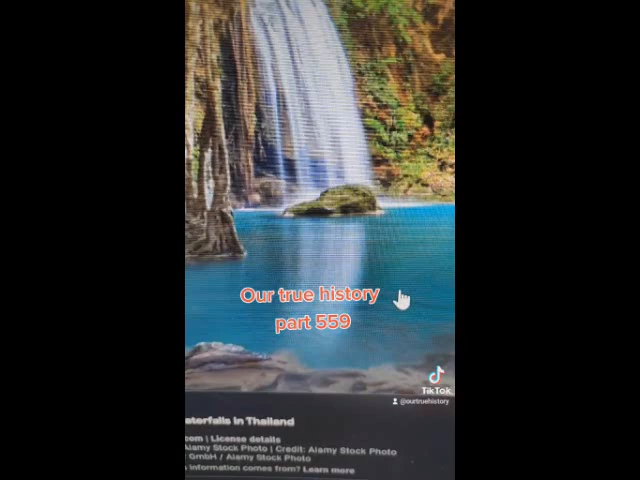 Our true history
part 559
TikTok
@ourtruehistory
aterfalls in Thailand
com | License details
Alamy Stock Photo | Credit: Alamy Stock Photo
GmbH / Alamy Stock Photo
information comes from? Learn more